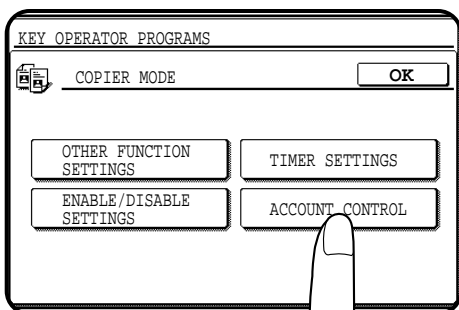 KEY OPERATOR PROGRAMS
COPIER MODE
OK
OTHER FUNCTION
SETTINGS
TIMER SETTINGS
ENABLE/DISABLE
SETTINGS
ACCOUNT CONTROL